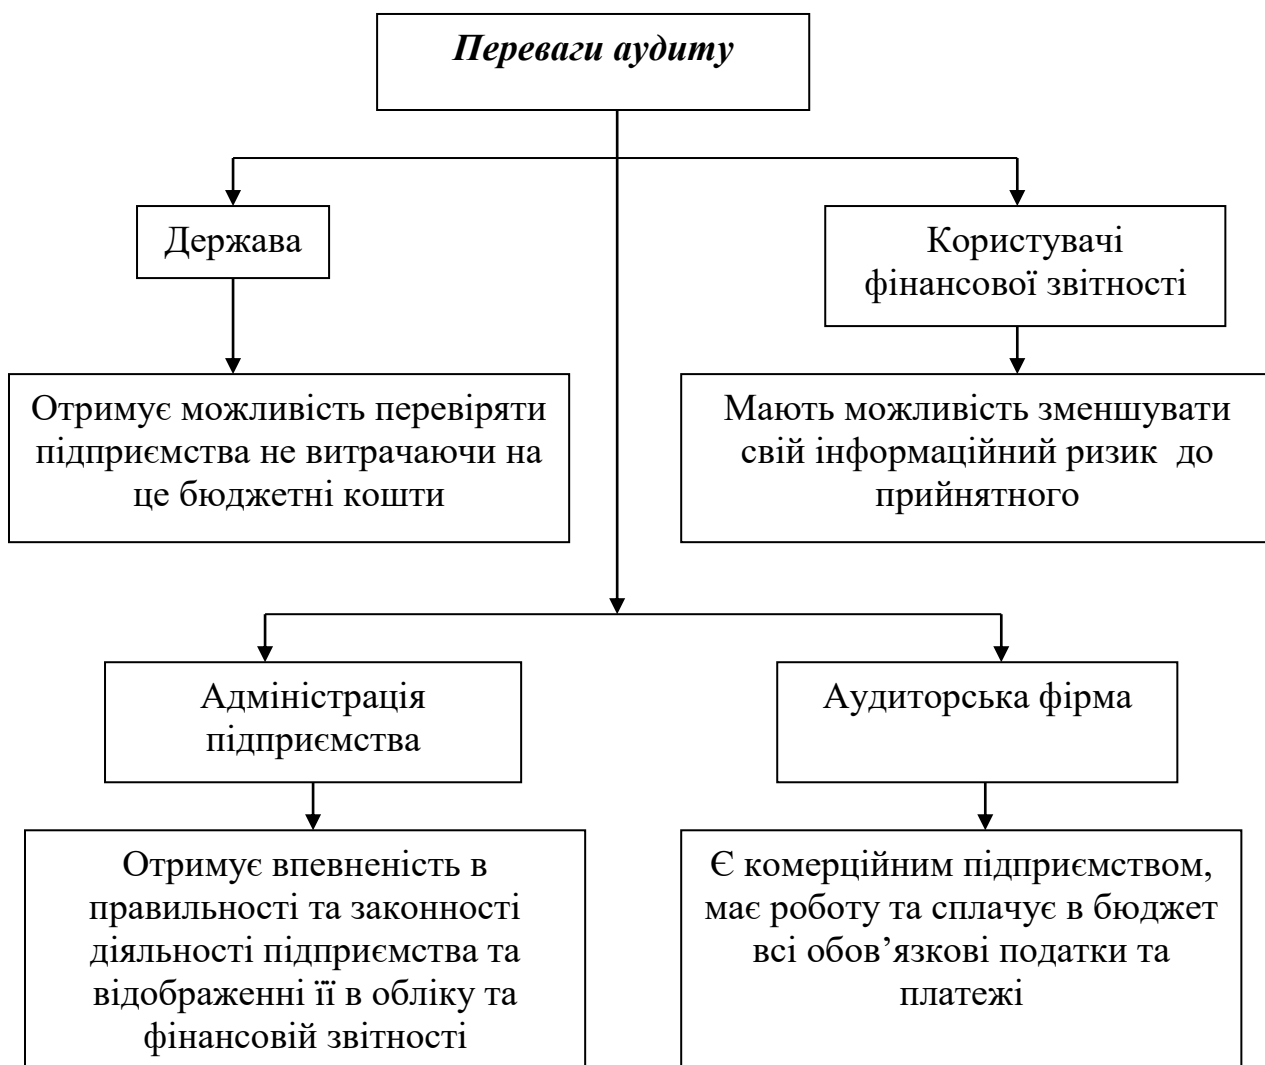 Переваги аудиту
Держава
Користувачі
фінансової звітності
Отримує можливість перевіряти
підприємства не витрачаючи на
це бюджетні кошти
Мають можливість зменшувати
свій інформаційний ризик до
прийнятного
Адміністрація
підприємства
Аудиторська фірма
Отримує впевненість в
правильності та законності
діяльності підприємства та
відображенні її в обліку та
фінансовій звітності
Є комерційним підприємством,
має роботу та сплачує в бюджет
всі обов’язкові податки та
платежі